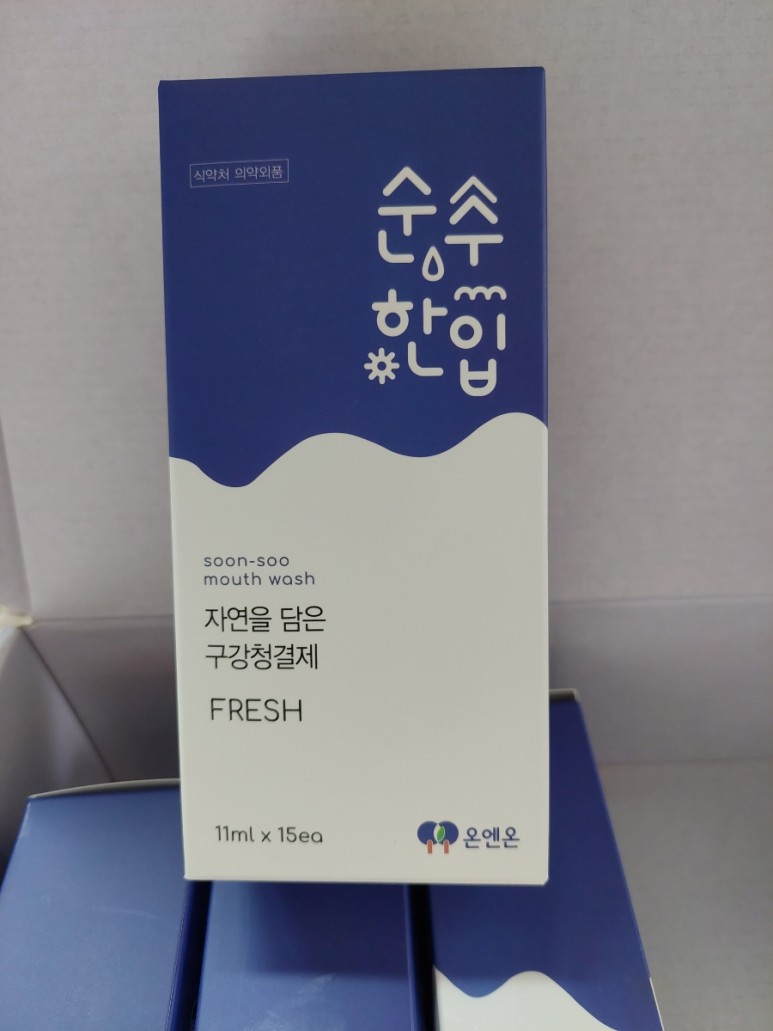 식약처 의약외품
순수
한입
soon-soo
mouth wash
자연을 담은
구강청결제
FRESH
11ml x 15ea
온엔온